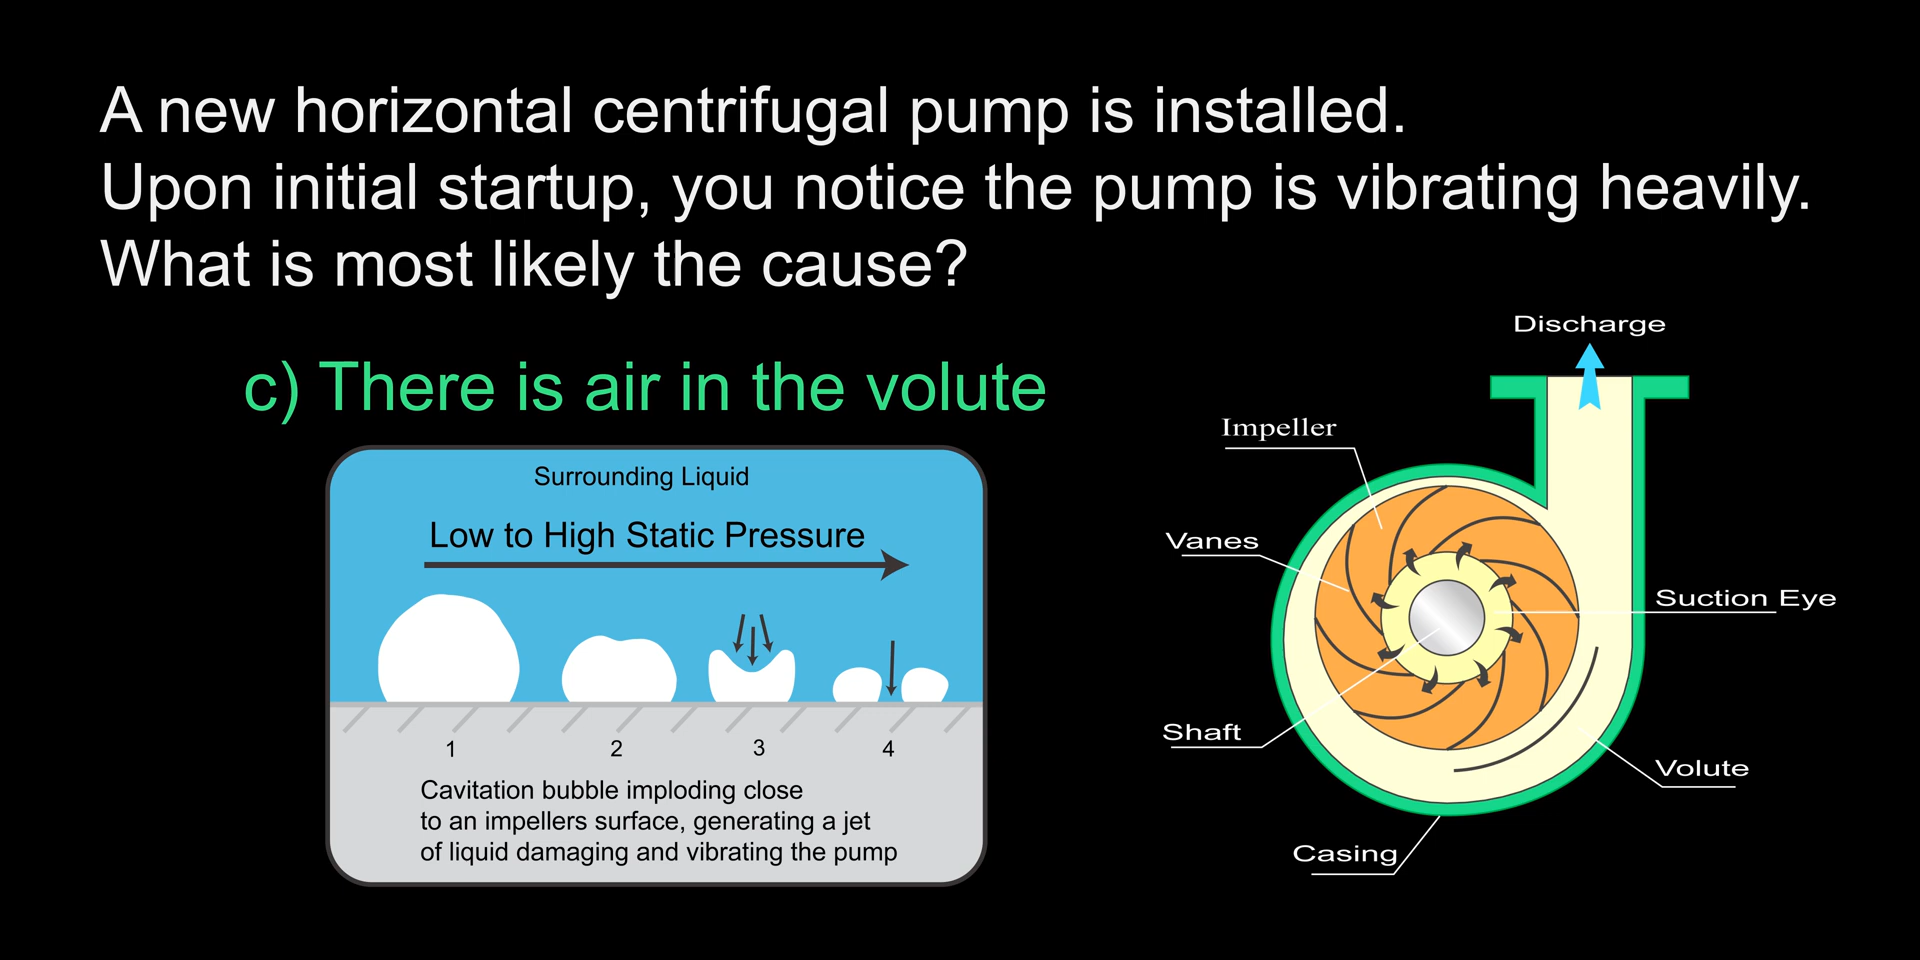 A new horizontal centrifugal pump is installed.
Upon initial startup, you notice the pump is vibrating heavily.
What is most likely the cause?
c) There is air in the volute
Surrounding Liquid
Low to High Static Pressure
1 2 3 4
Cavitation bubble imploding close
to an impellers surface, generating a jet
of liquid damaging and vibrating the pump
Discharge
Impeller
Vanes
Suction Eye
Shaft
Volute
Casing